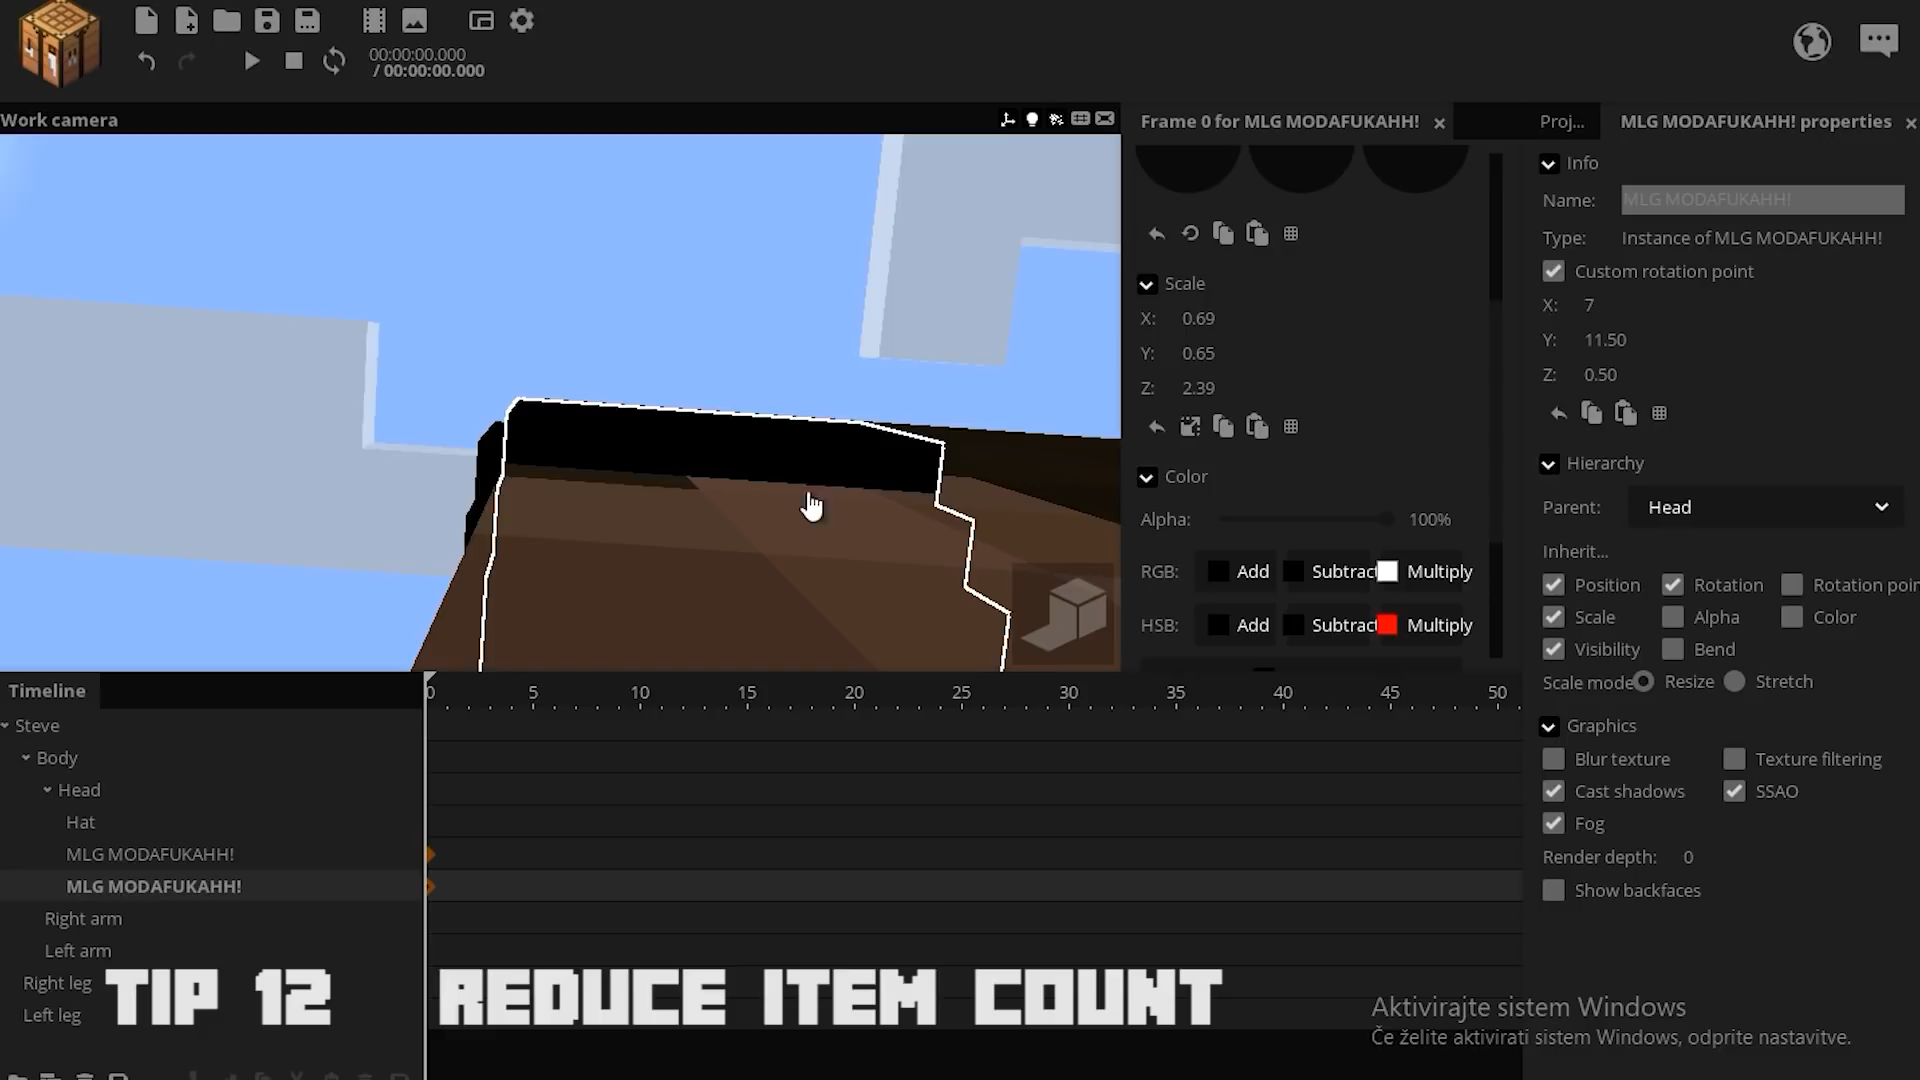 00:00:00.000
/ 00:00:00.000
Work camera
Frame 0 for MLG MODAFUKAHH!
Proj...
MLG MODAFUKAHH! properties
Info
Name: MLG MODAFUKAHH!
Type: Instance of MLG MODAFUKAHH!
Custom rotation point
X: 7
Y: 11.50
Z: 0.50
Scale
X: 0.69
Y: 0.65
Z: 2.39
Color
Alpha: 100%
RGB: Add Subtract Multiply
HSB: Add Subtract Multiply
Hierarchy
Parent: Head
Inherit...
Position Rotation Rotation poin
Scale Alpha Color
Visibility Bend
Scale mode Resize Stretch
Graphics
Blur texture Texture filtering
Cast shadows SSAO
Fog
Render depth: 0
Show backfaces
Timeline
0 5 10 15 20 25 30 35 40 45 50
Steve
Body
Head
Hat
MLG MODAFUKAHH!
MLG MODAFUKAHH!
Right arm
Left arm
Right leg
Left leg
TIP 12 REDUCE ITEM COUNT
Aktivirajte sistem Windows
Če želite aktivirati sistem Windows, odprite nastavitve.